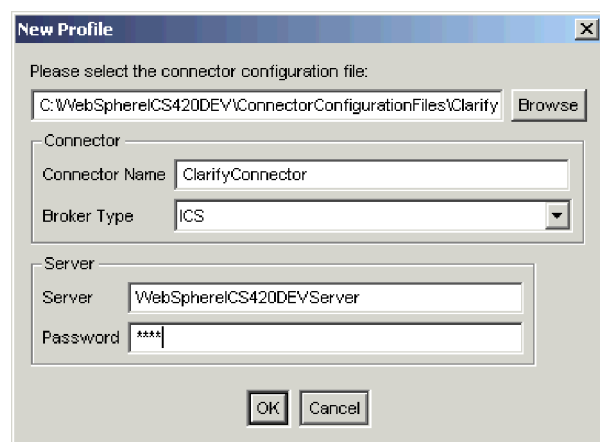 New Profile
Please select the connector configuration file:
C:\WebSphereICS420DEV\ConnectorConfigurationFiles\Clarify
Browse
Connector
Connector Name ClarifyConnector
Broker Type ICS
Server
Server WebSphereICS420DEVServer
Password ****
OK Cancel